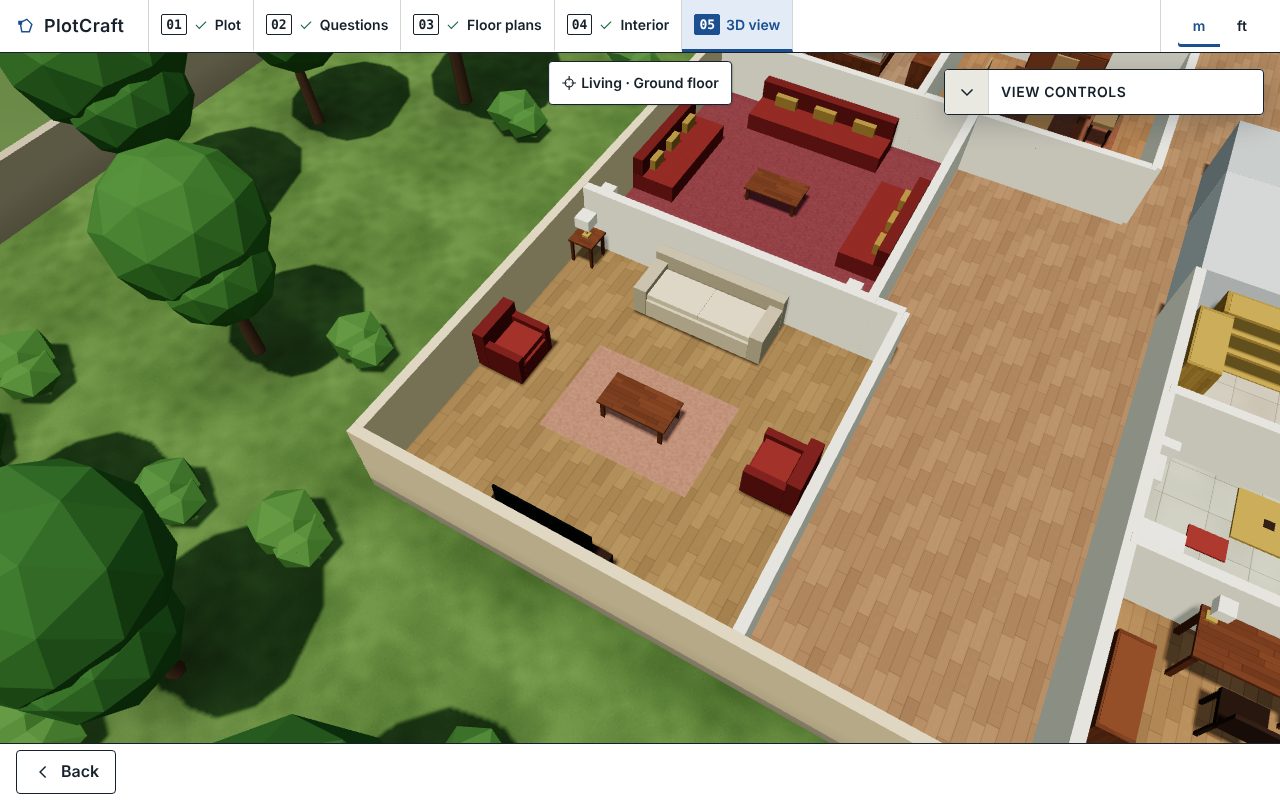 PlotCraft
01 Plot
02 Questions
03 Floor plans
04 Interior
05 3D view
m
ft
Living · Ground floor
VIEW CONTROLS
Back